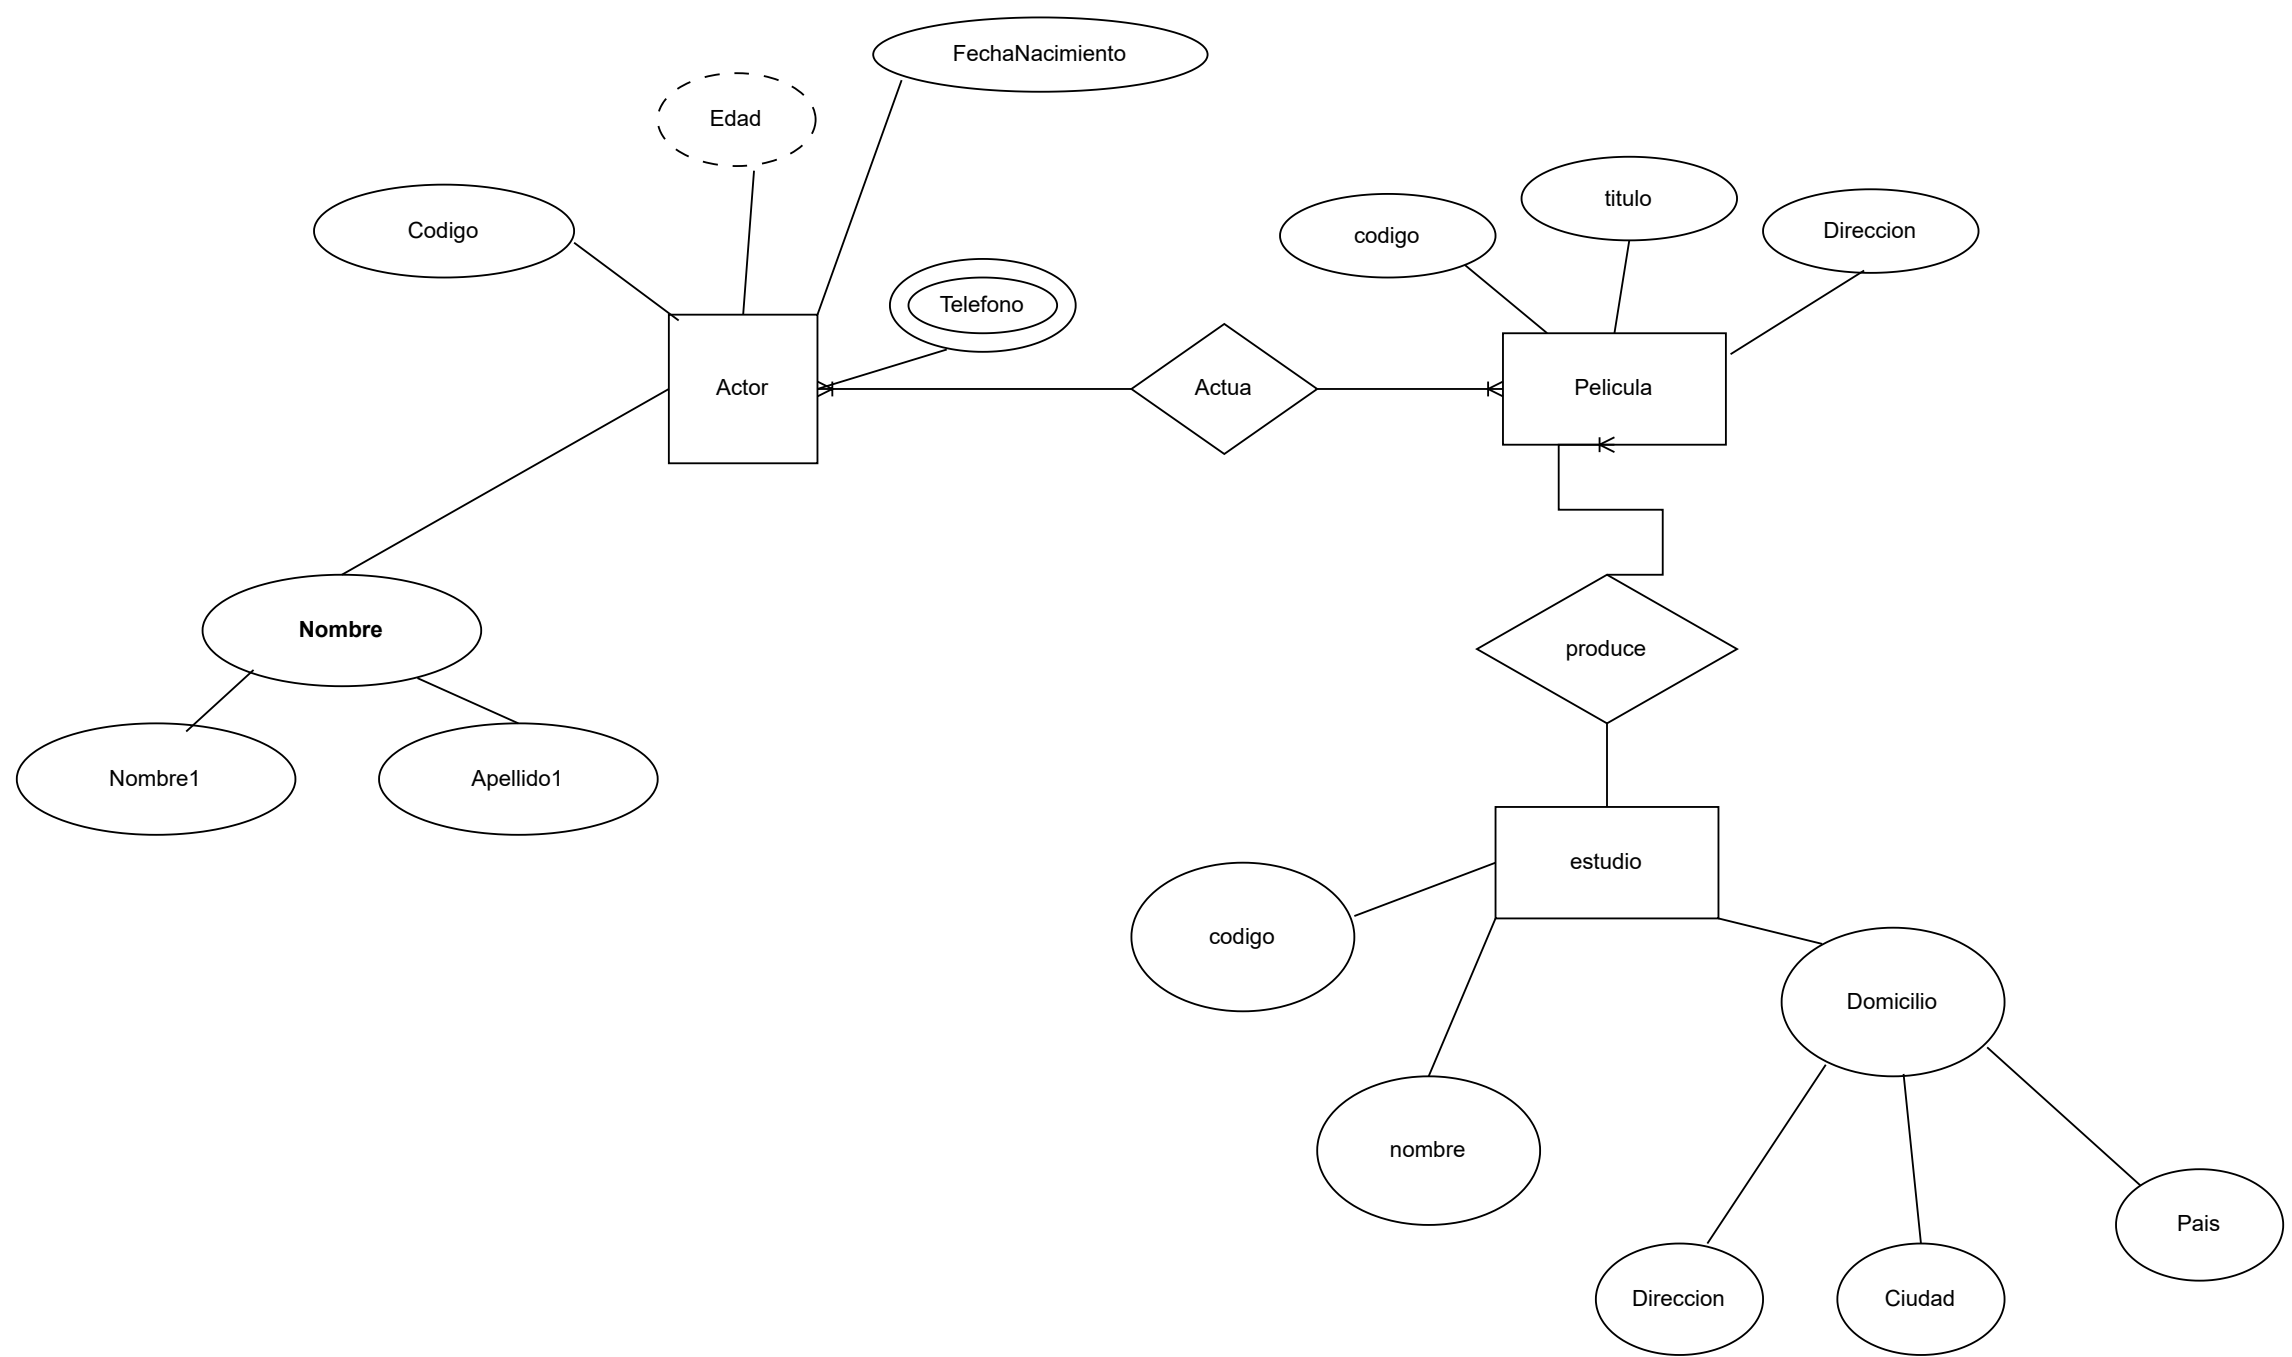 FechaNacimiento
Edad
Codigo
titulo
codigo
Direccion
Telefono
Actor
Actua
Pelicula
Nombre
produce
Nombre1
Apellido1
estudio
codigo
Domicilio
nombre
Pais
Direccion
Ciudad